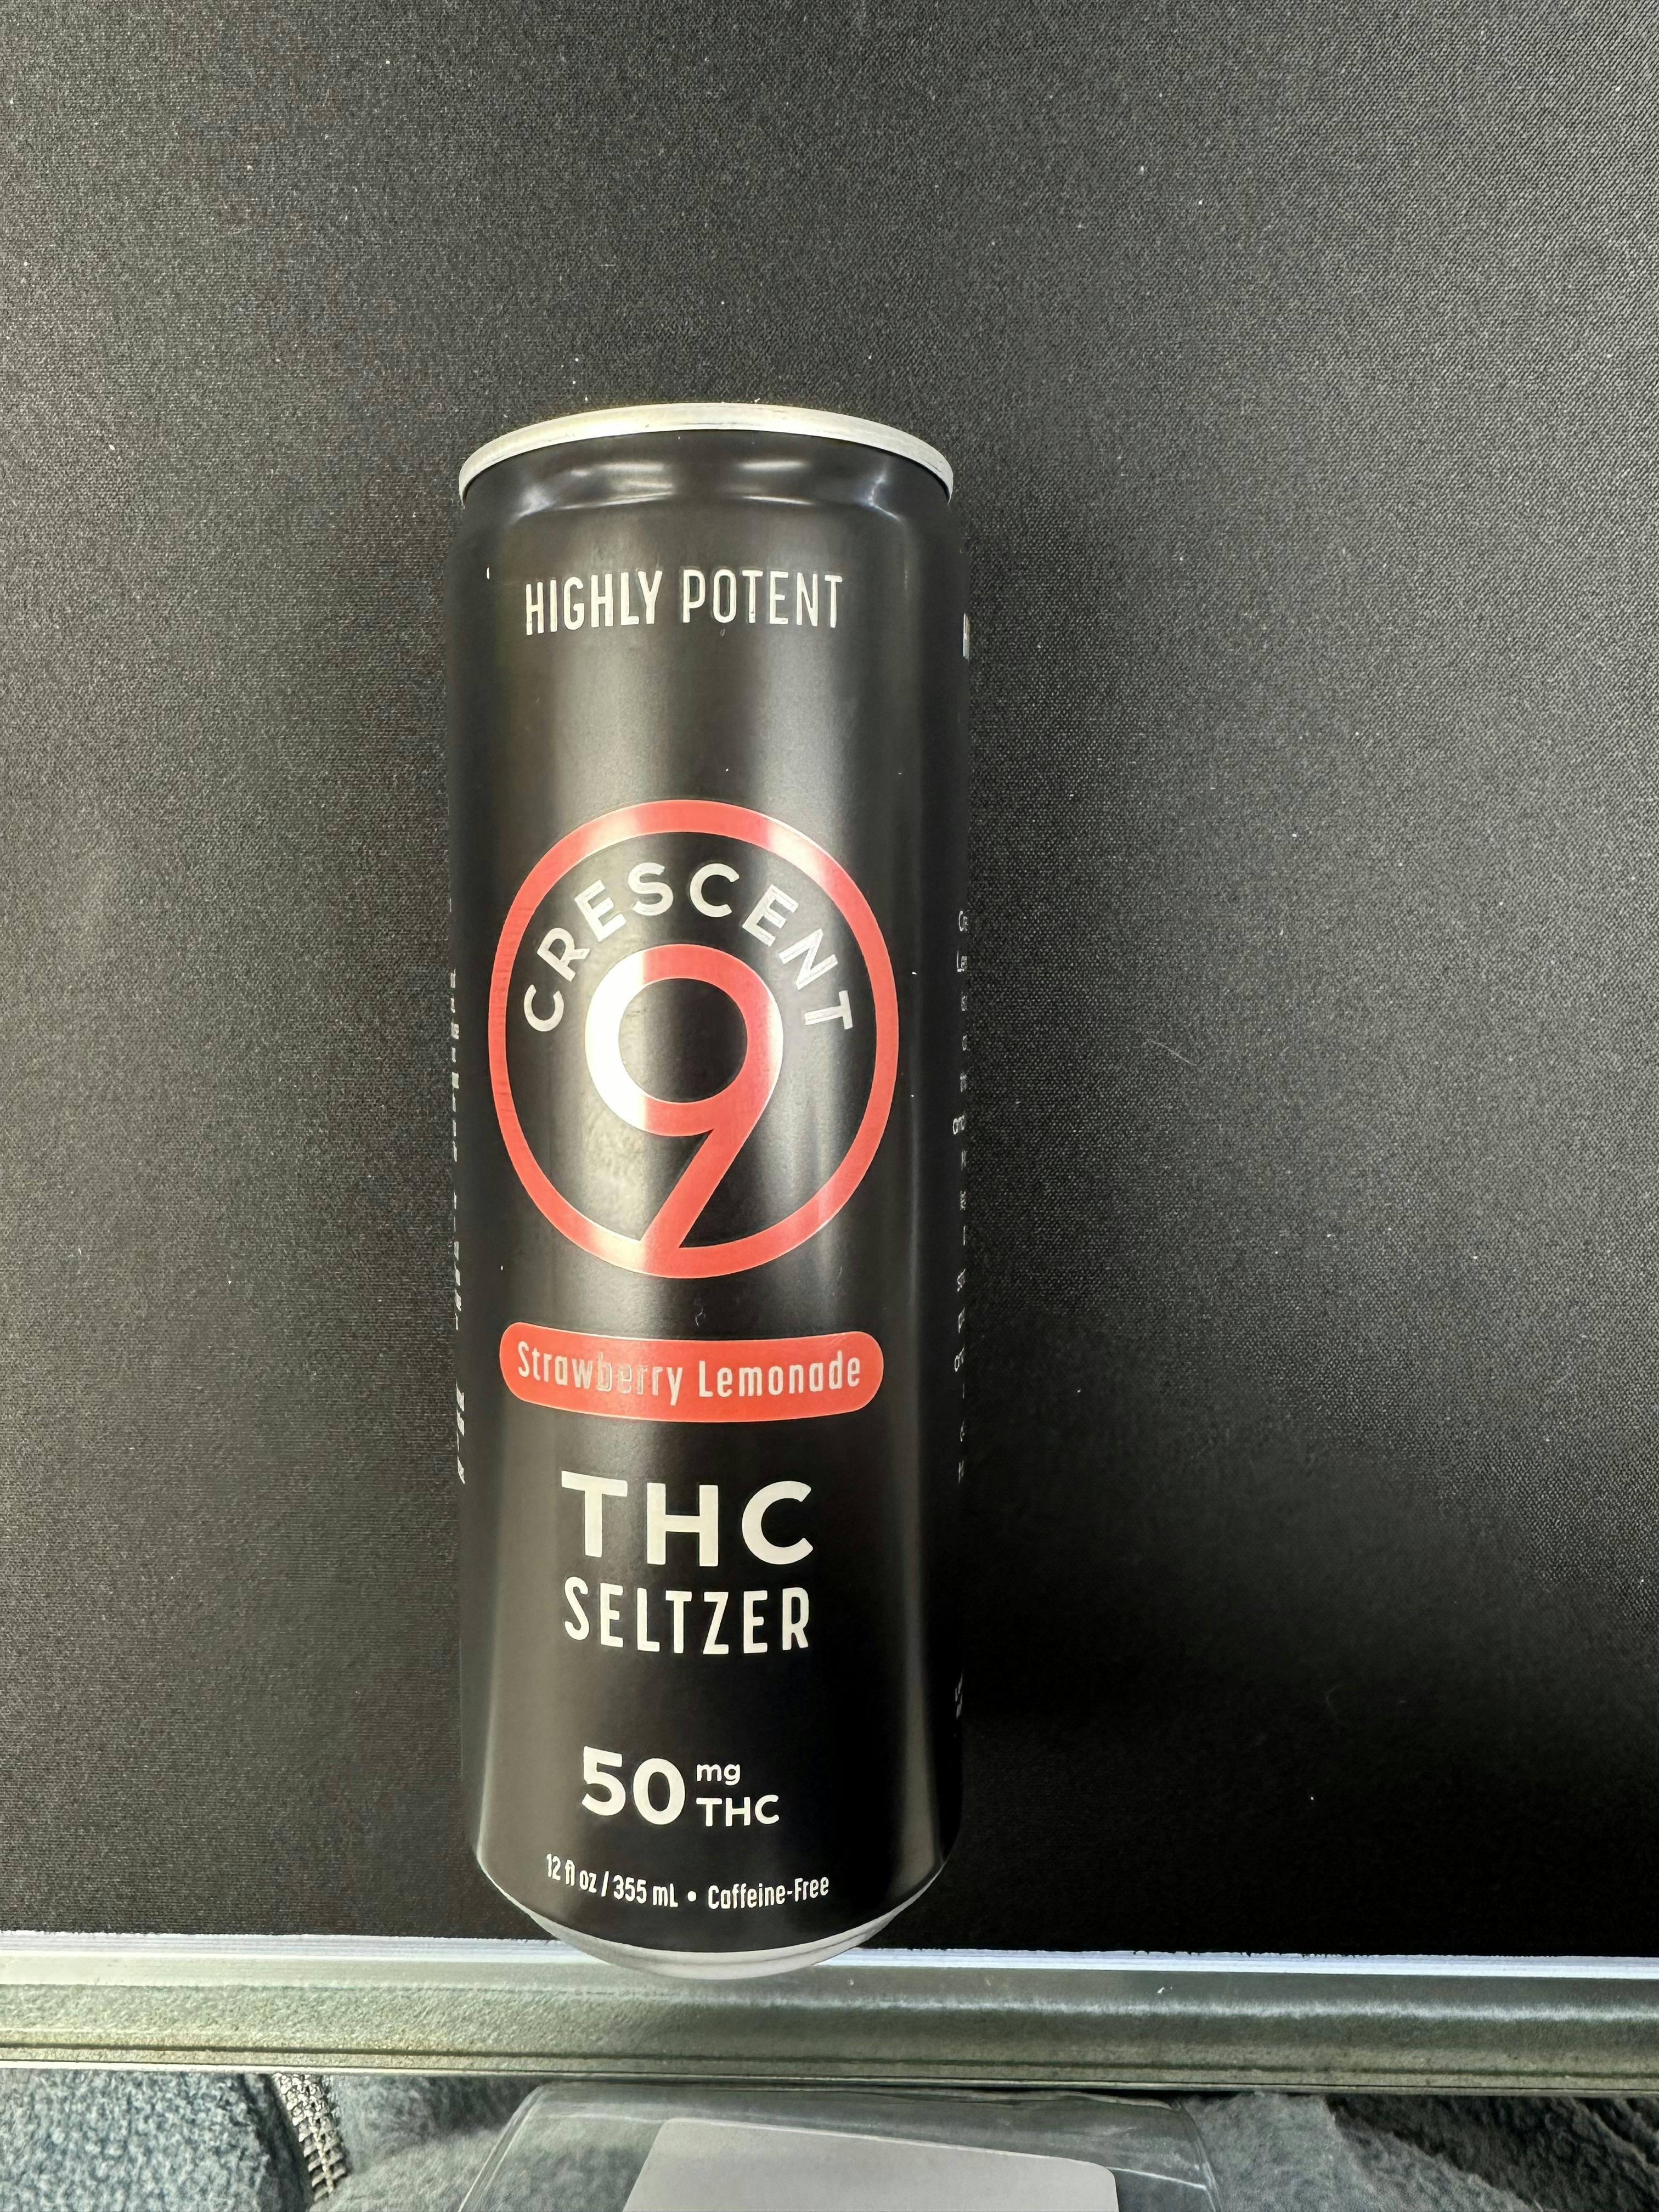 HIGHLY POTENT
CRESCENT
9
Strawberry Lemonade
THC
SELTZER
50 mg
THC
12 fl oz / 355 mL • Caffeine-Free